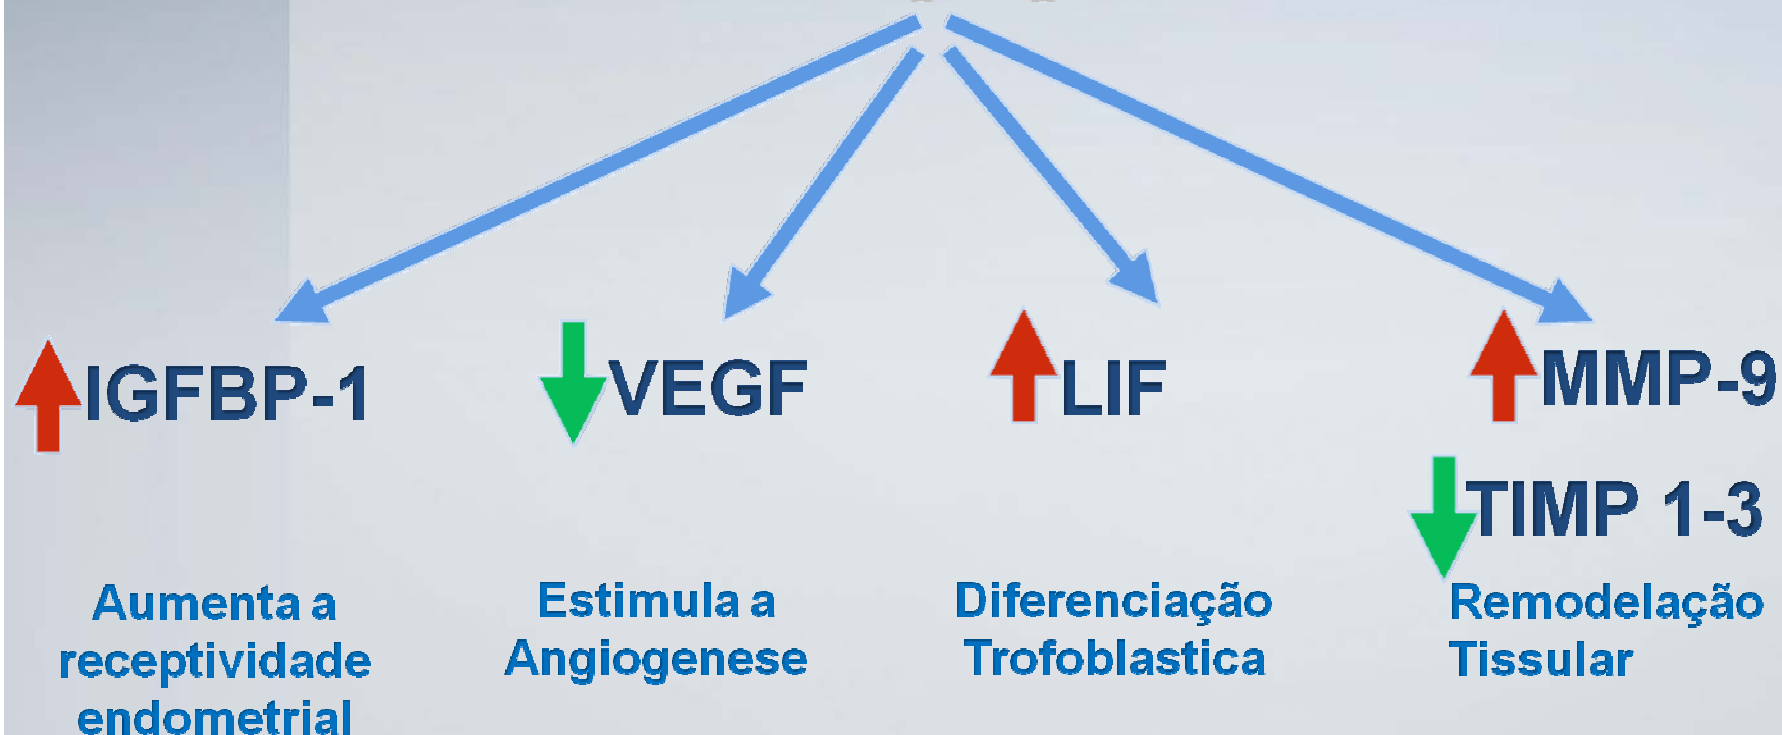 IGFBP-1
VEGF
LIF
MMP-9
TIMP 1-3
Aumenta a
receptividade
endometrial
Estimula a
Angiogenese
Diferenciação
Trofoblastica
Remodelação
Tissular